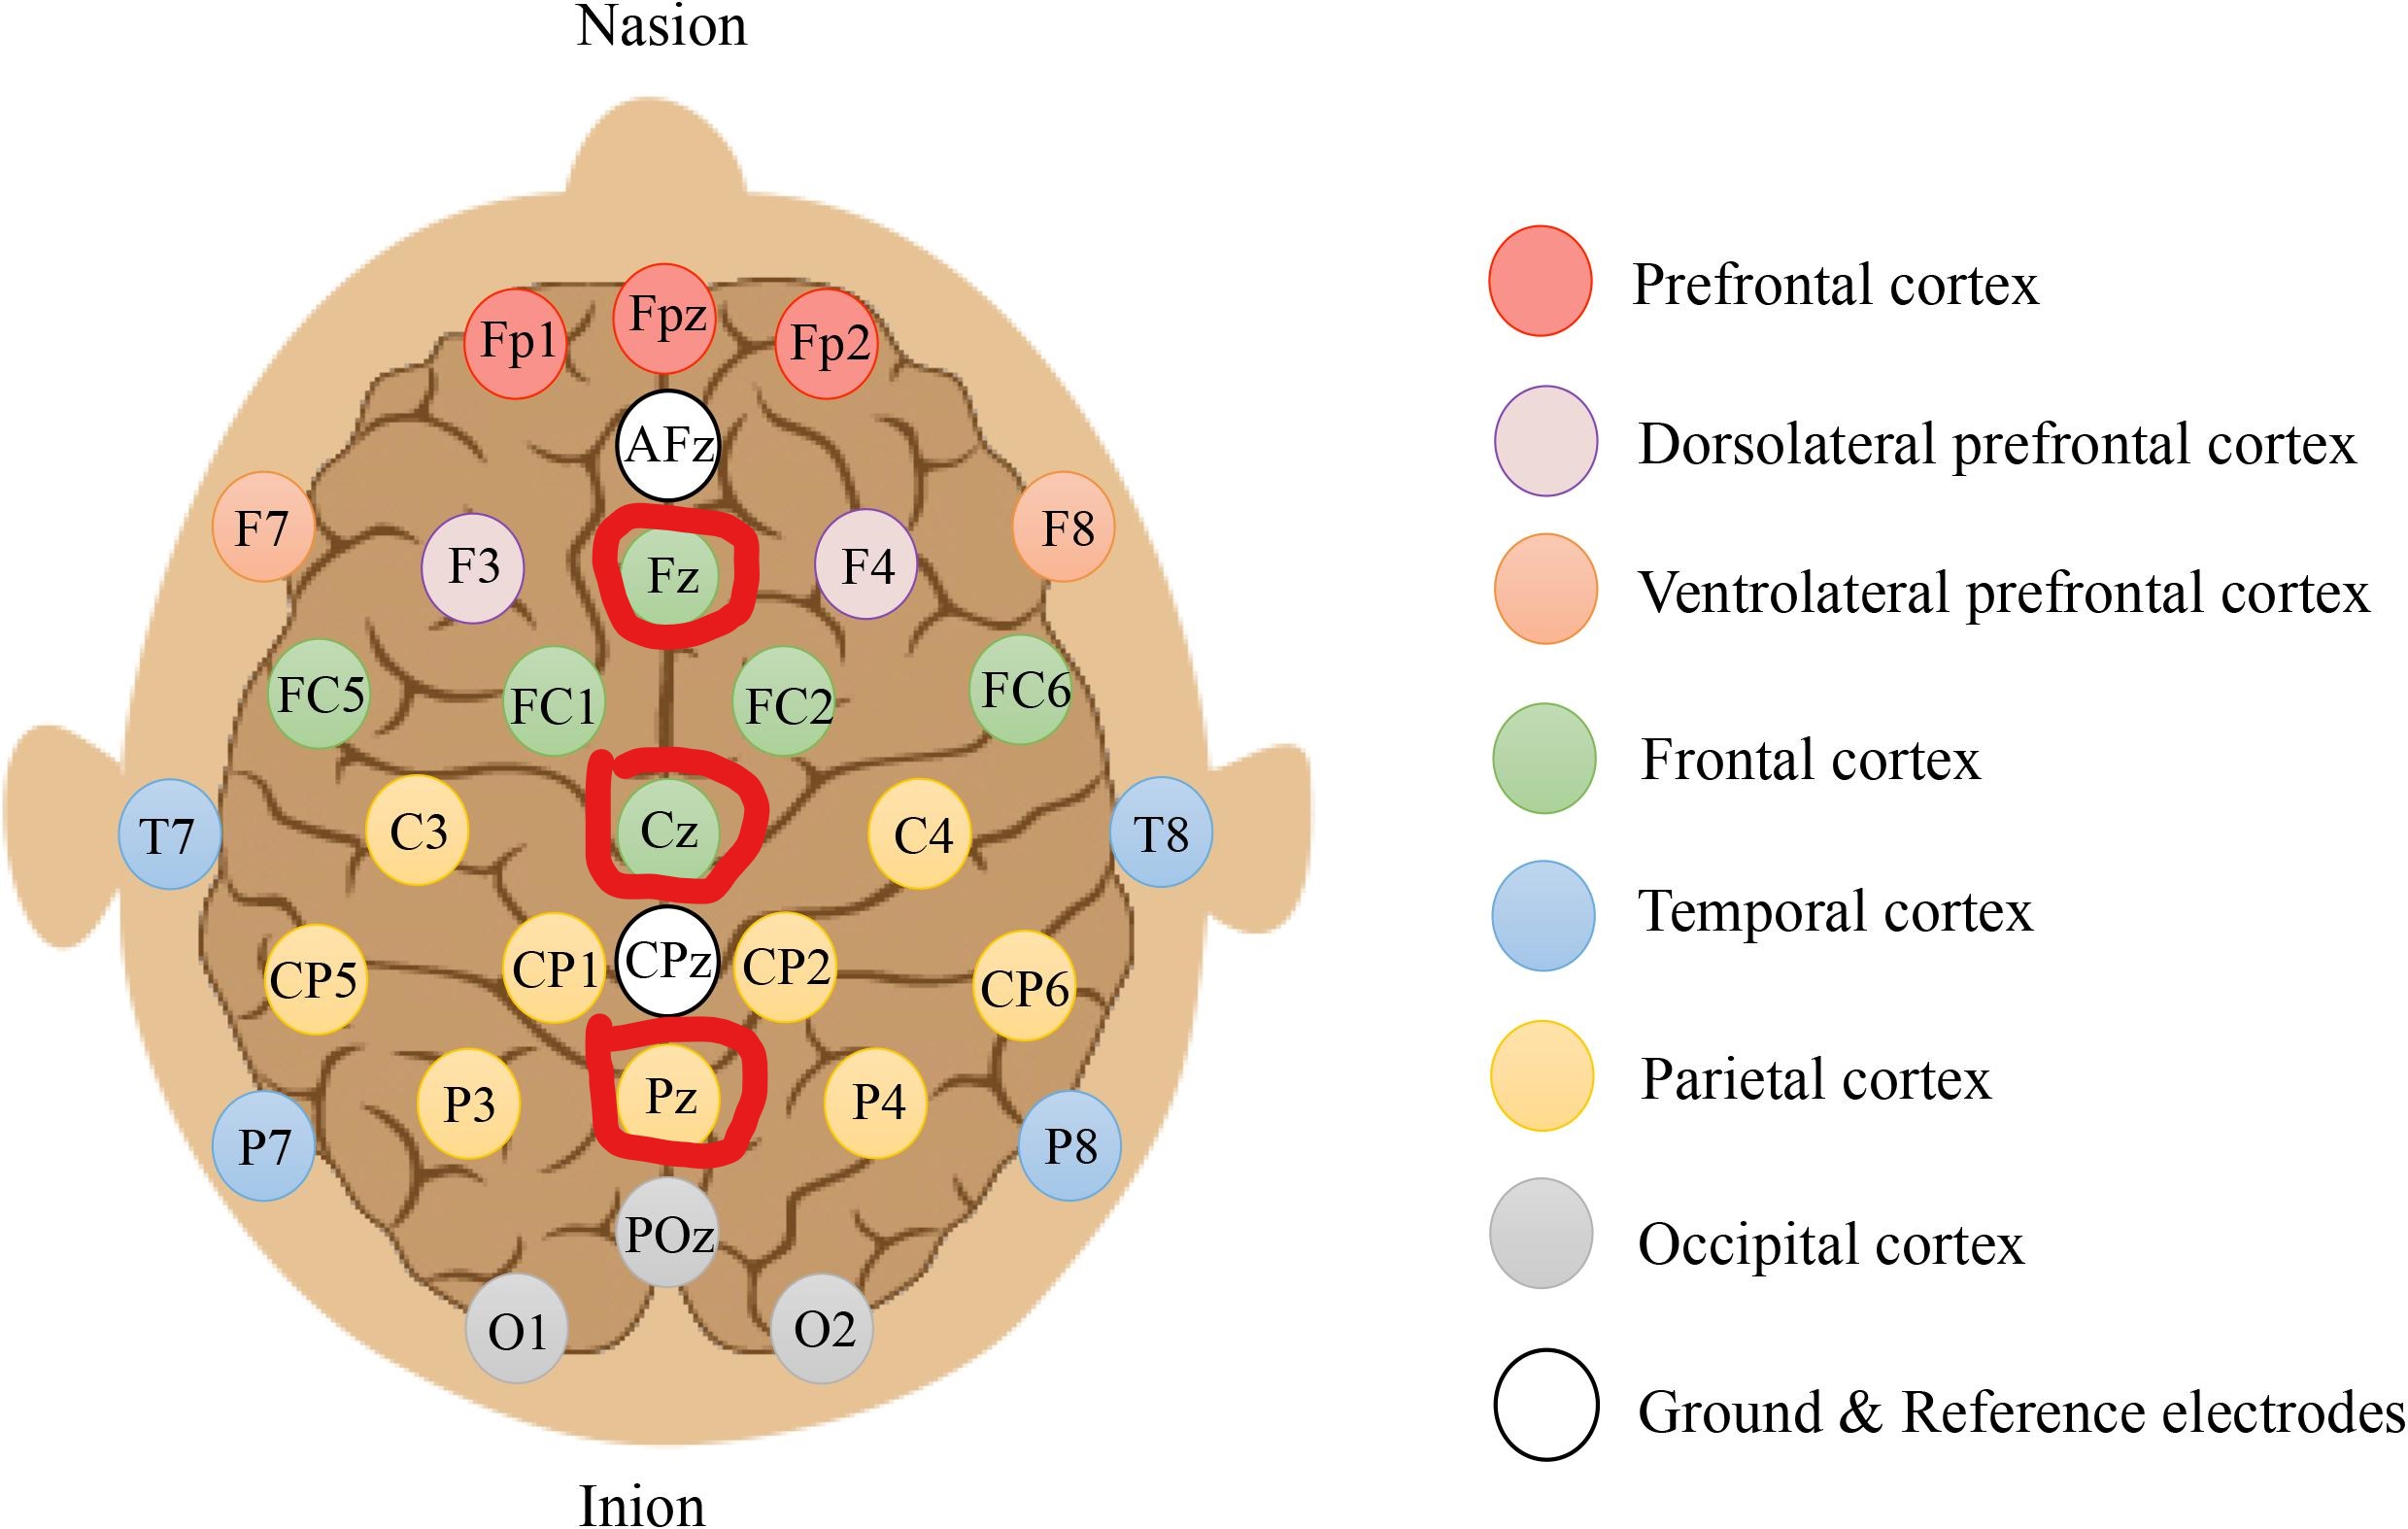 Nasion
Fp1 Fpz Fp2
AFz
F7 F3 Fz F4 F8
FC5 FC1 FC2 FC6
T7 C3 Cz C4 T8
CP5 CP1 CPz CP2 CP6
P7 P3 Pz P4 P8
POz
O1 O2
Inion
Prefrontal cortex
Dorsolateral prefrontal cortex
Ventrolateral prefrontal cortex
Frontal cortex
Temporal cortex
Parietal cortex
Occipital cortex
Ground & Reference electrodes